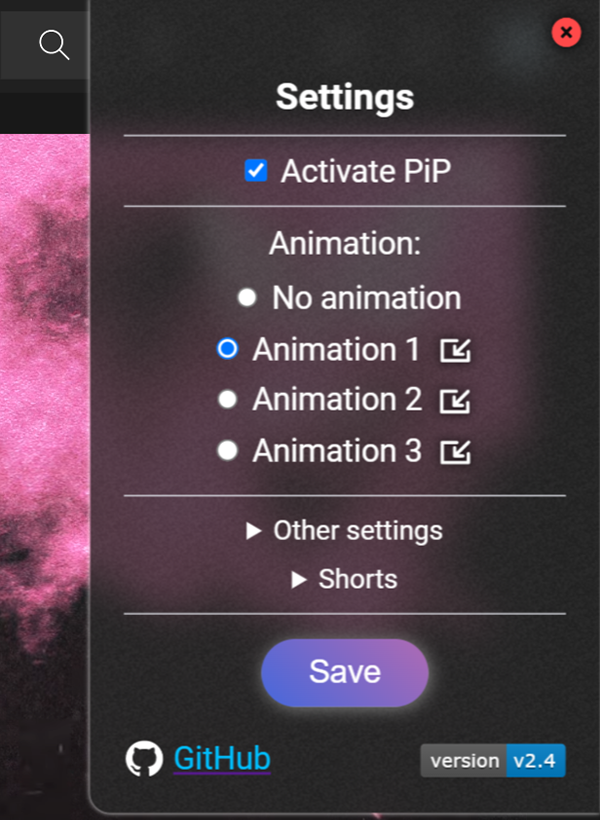 Settings
Activate PiP
Animation:
No animation
Animation 1
Animation 2
Animation 3
Other settings
Shorts
Save
GitHub version v2.4